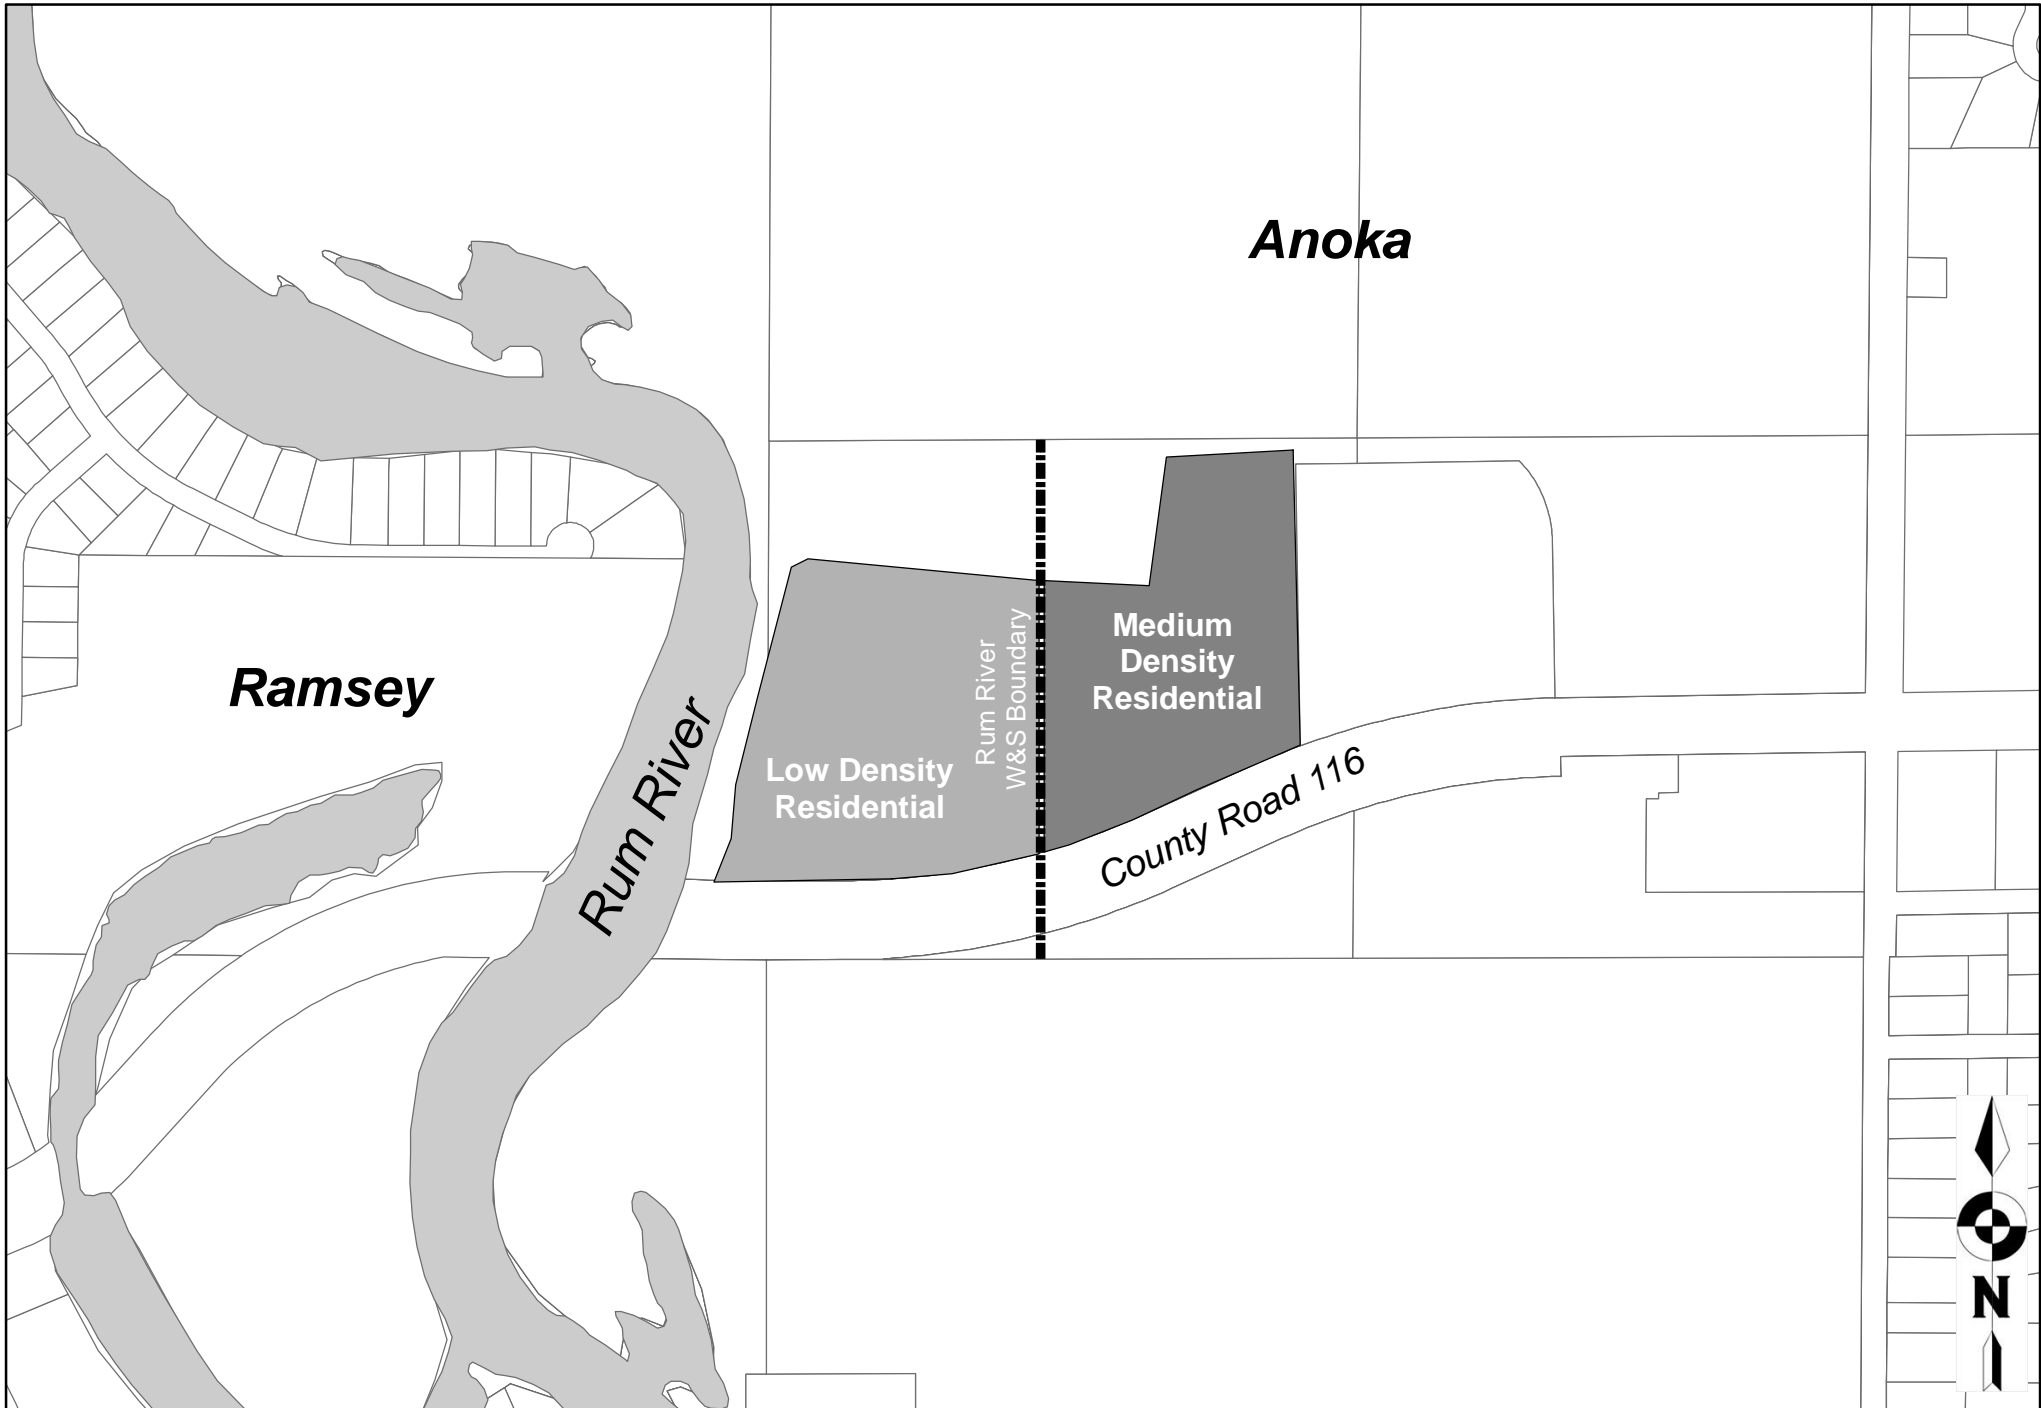 Anoka
Ramsey
Rum River
Low Density
Residential
Rum River
W&S Boundary
Medium
Density
Residential
County Road 116
N